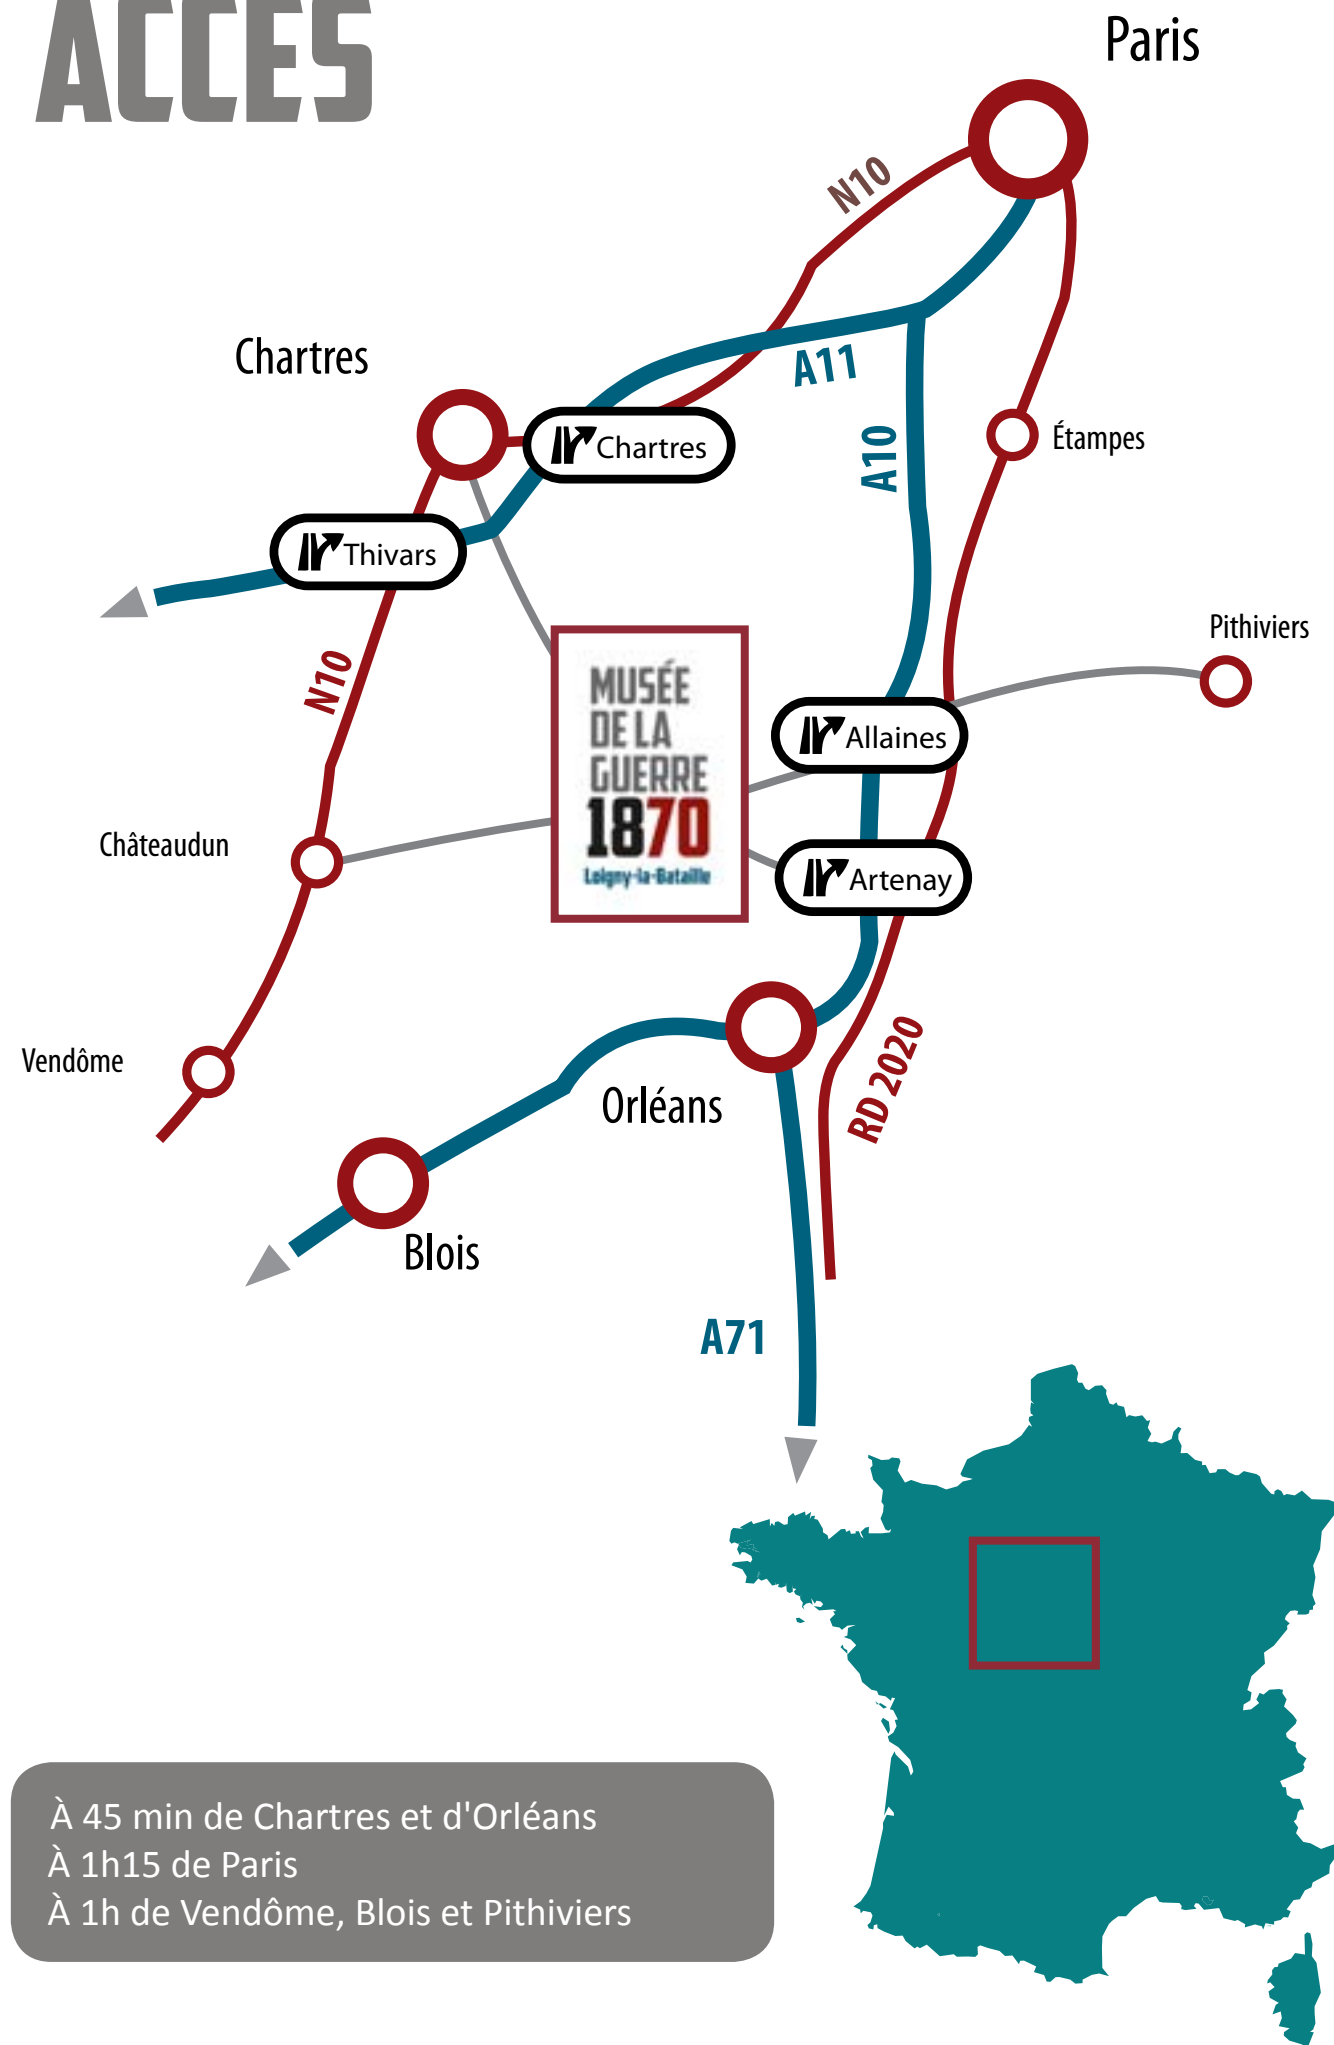 ACCES
Paris
N10
Chartres
A11
Chartres
A10
Étampes
Thivars
Pithiviers
N10
MUSÉE
DE LA
GUERRE
1870
Loigny-la-Bataille
Allaines
Châteaudun
Artenay
Vendôme
RD 2020
Orléans
Blois
A71
À 45 min de Chartres et d'Orléans
À 1h15 de Paris
À 1h de Vendôme, Blois et Pithiviers